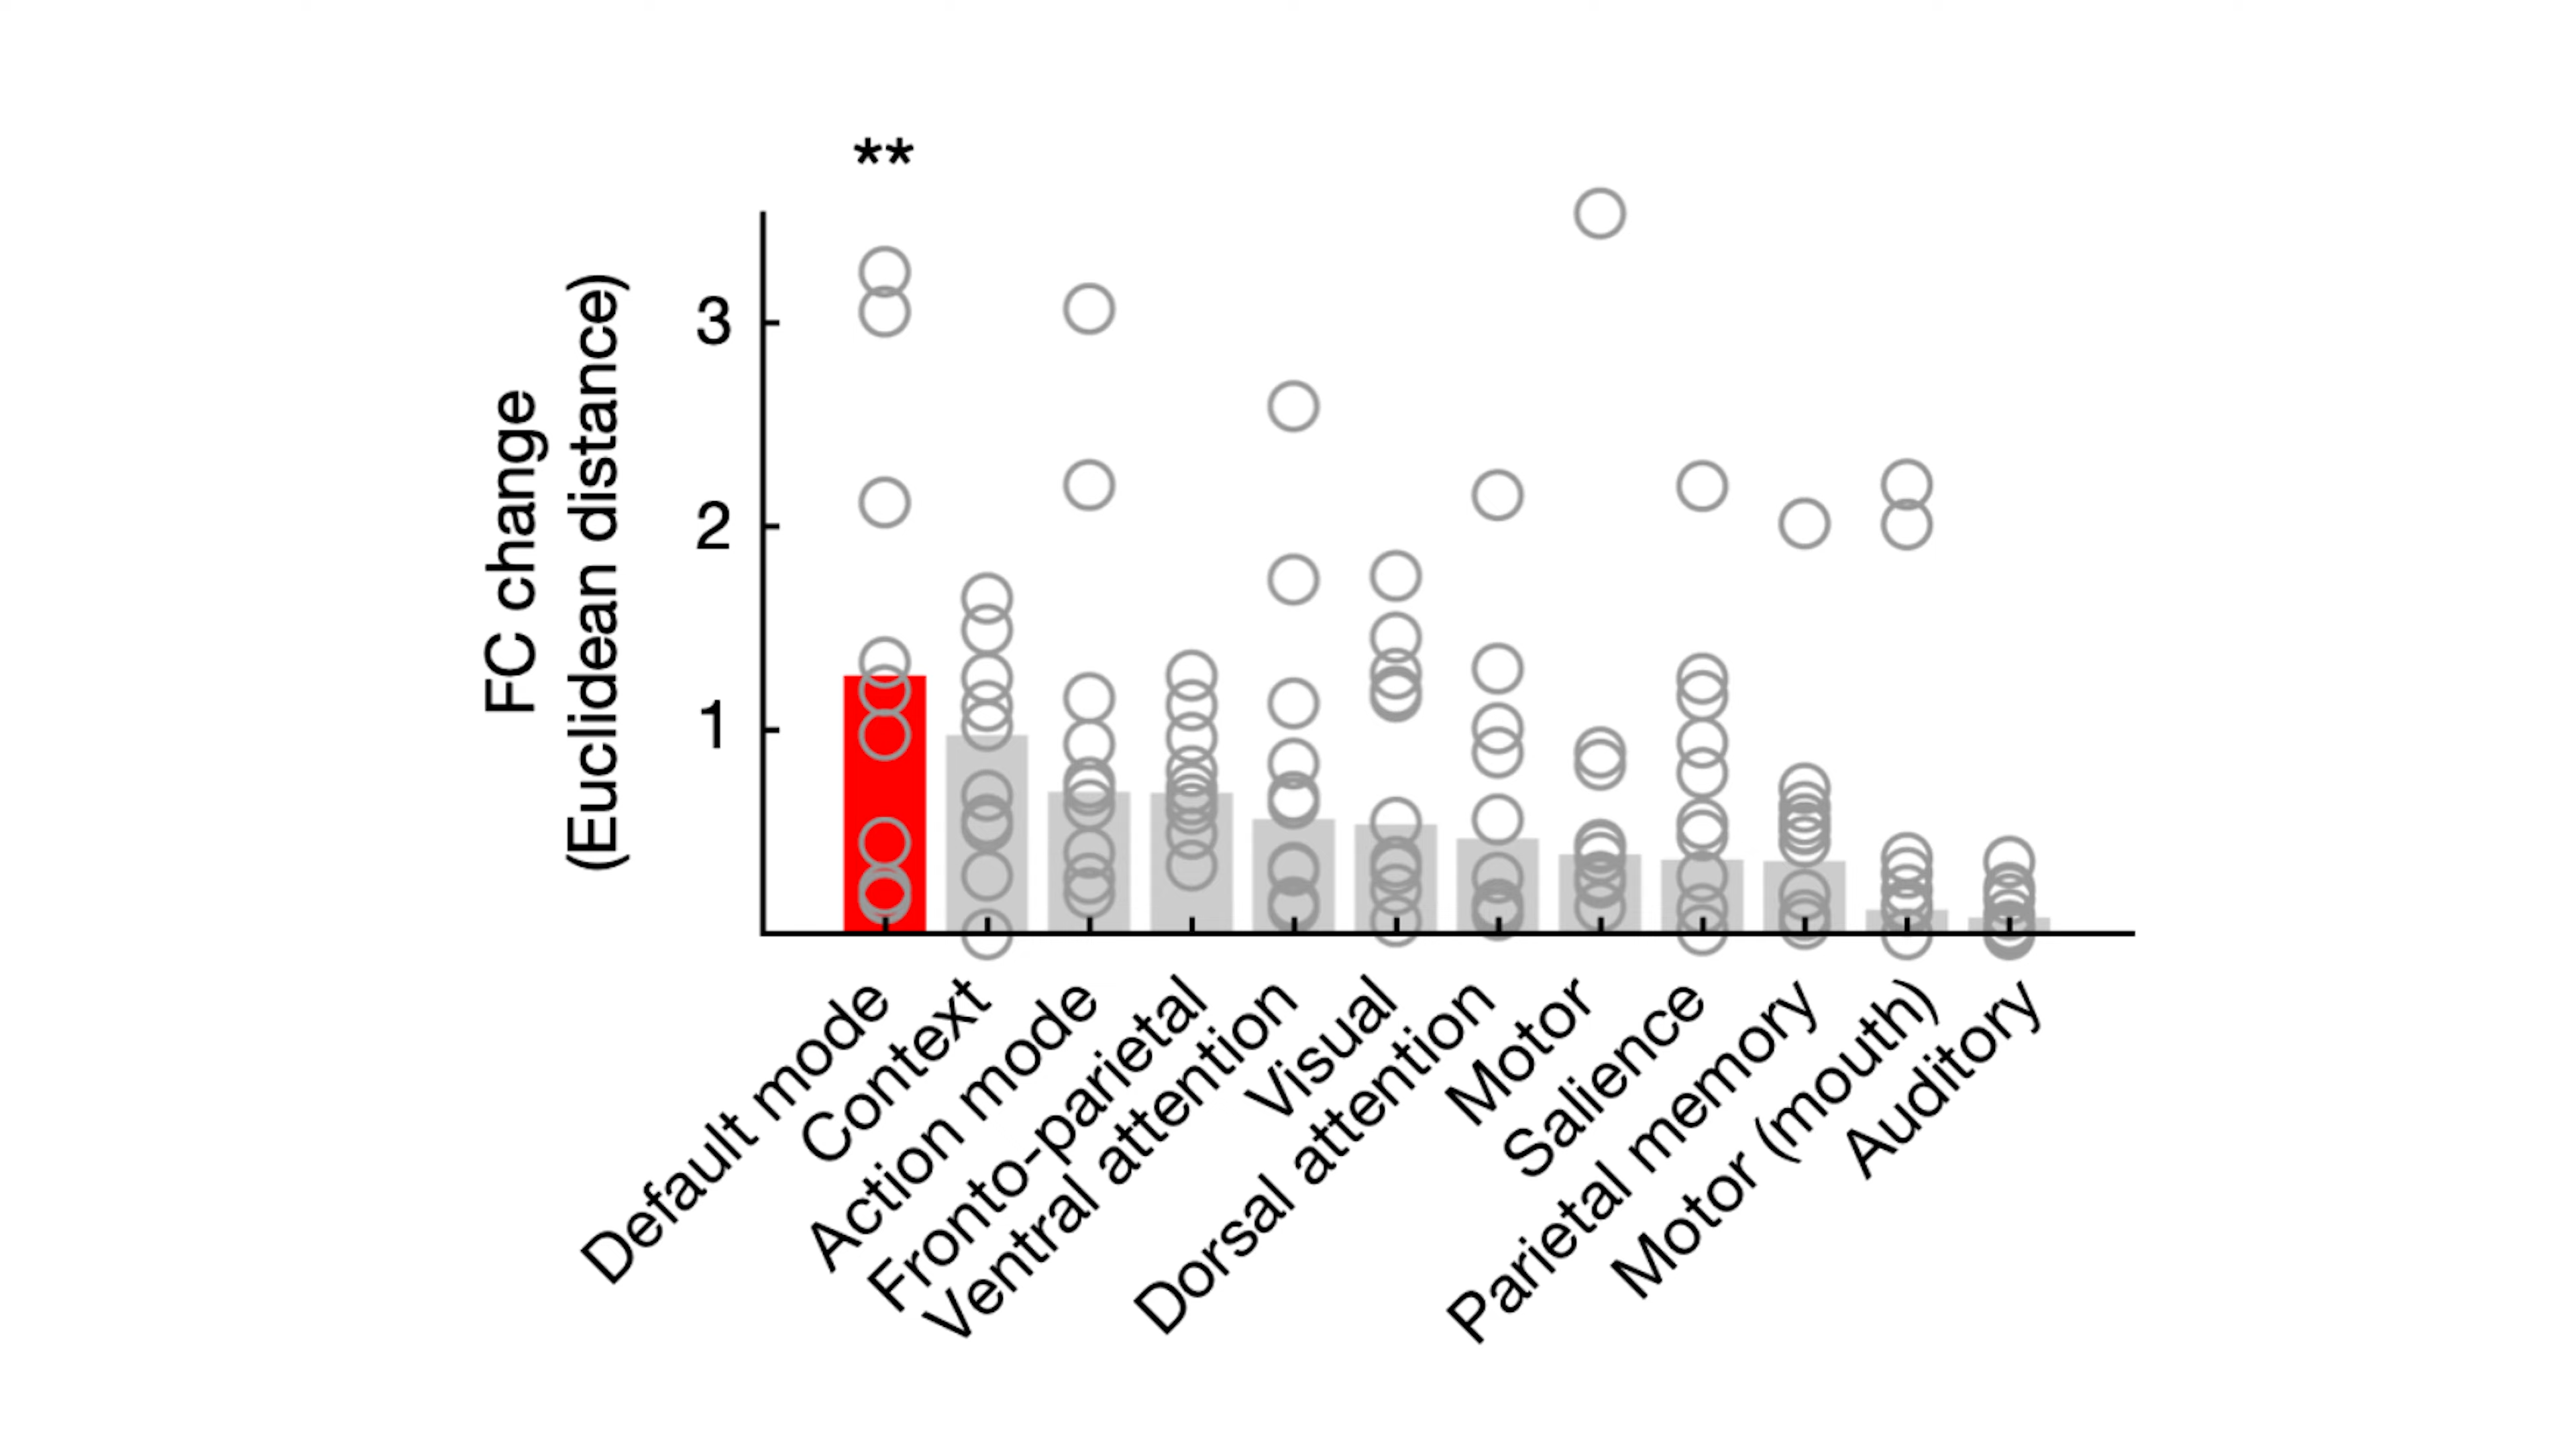 **
FC change
(Euclidean distance)
3
2
1
Default mode
Context
Action mode
Fronto-parietal
Ventral attention
Visual
Dorsal attention
Motor
Salience
Parietal memory
Motor (mouth)
Auditory